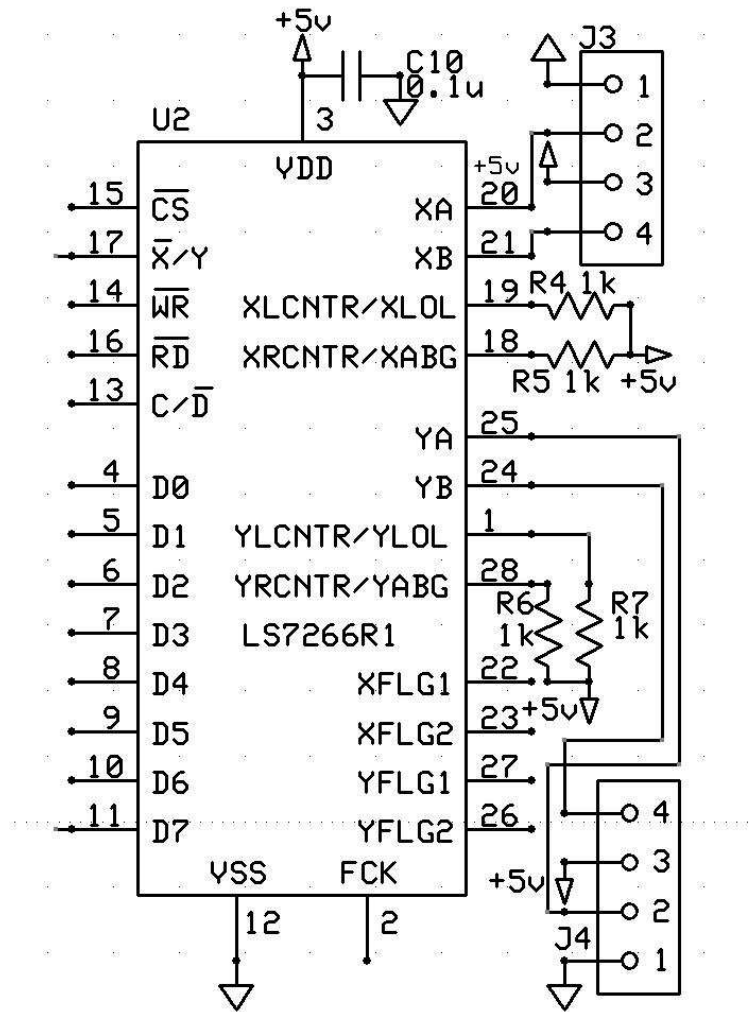 +5v
C10
0.1u
J3
U2
3
VDD
1
2
3
4
+5v
15 CS
XA 20
17 X/Y
XB 21
14 WR
XLCNTR/XLOL 19
R4 1k
16 RD
XRCNTR/XABG 18
R5 1k +5v
13 C/D
YA 25
4 D0
YB 24
5 D1
YLCNTR/YLOL 1
6 D2
YRCNTR/YABG 28
R6
1k
R7
1k
7 D3
LS7266R1
8 D4
XFLG1 22
+5v
9 D5
XFLG2 23
10 D6
YFLG1 27
11 D7
YFLG2 26
4
3
2
1
+5v
J4
VSS
FCK
12
2